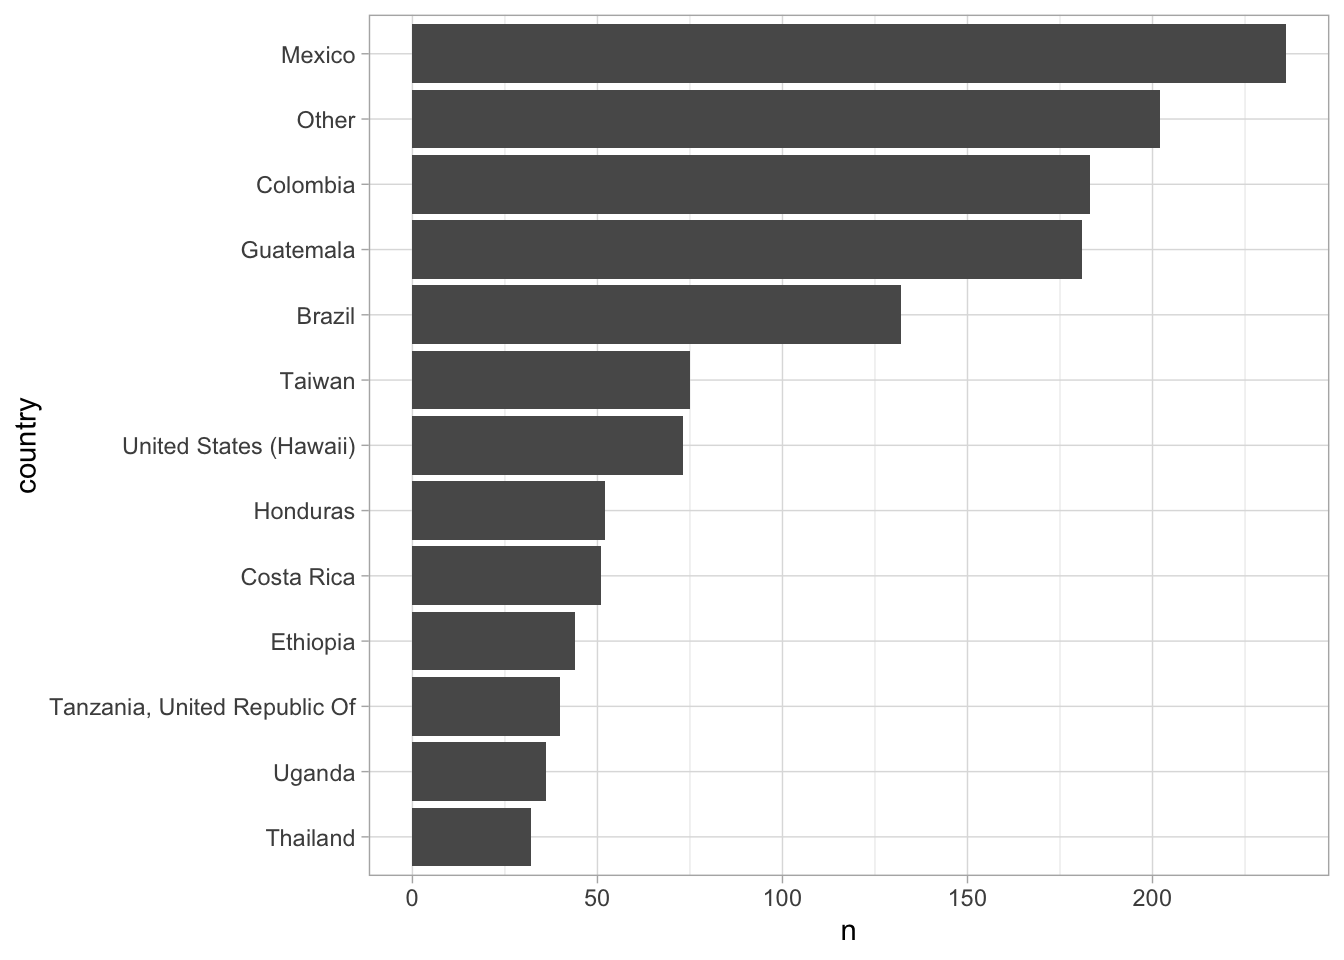 Mexico
Other
Colombia
Guatemala
Brazil
Taiwan
United States (Hawaii)
Honduras
Costa Rica
Ethiopia
Tanzania, United Republic Of
Uganda
Thailand
country
0 50 100 150 200
n